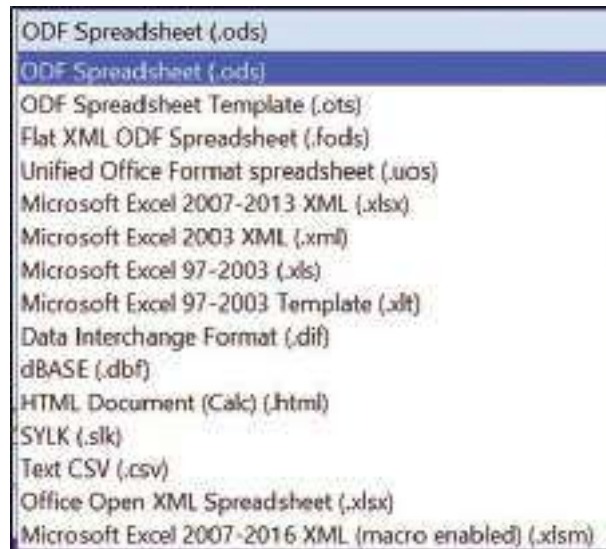 ODF Spreadsheet (.ods)
ODF Spreadsheet (.ods)
ODF Spreadsheet Template (.ots)
Flat XML ODF Spreadsheet (.fods)
Unified Office Format spreadsheet (.uos)
Microsoft Excel 2007-2013 XML (.xlsx)
Microsoft Excel 2003 XML (.xml)
Microsoft Excel 97-2003 (.xls)
Microsoft Excel 97-2003 Template (.xlt)
Data Interchange Format (.dif)
dBASE (.dbf)
HTML Document (Calc) (.html)
SYLK (.slk)
Text CSV (.csv)
Office Open XML Spreadsheet (.xlsx)
Microsoft Excel 2007-2016 XML (macro enabled) (.xlsm)